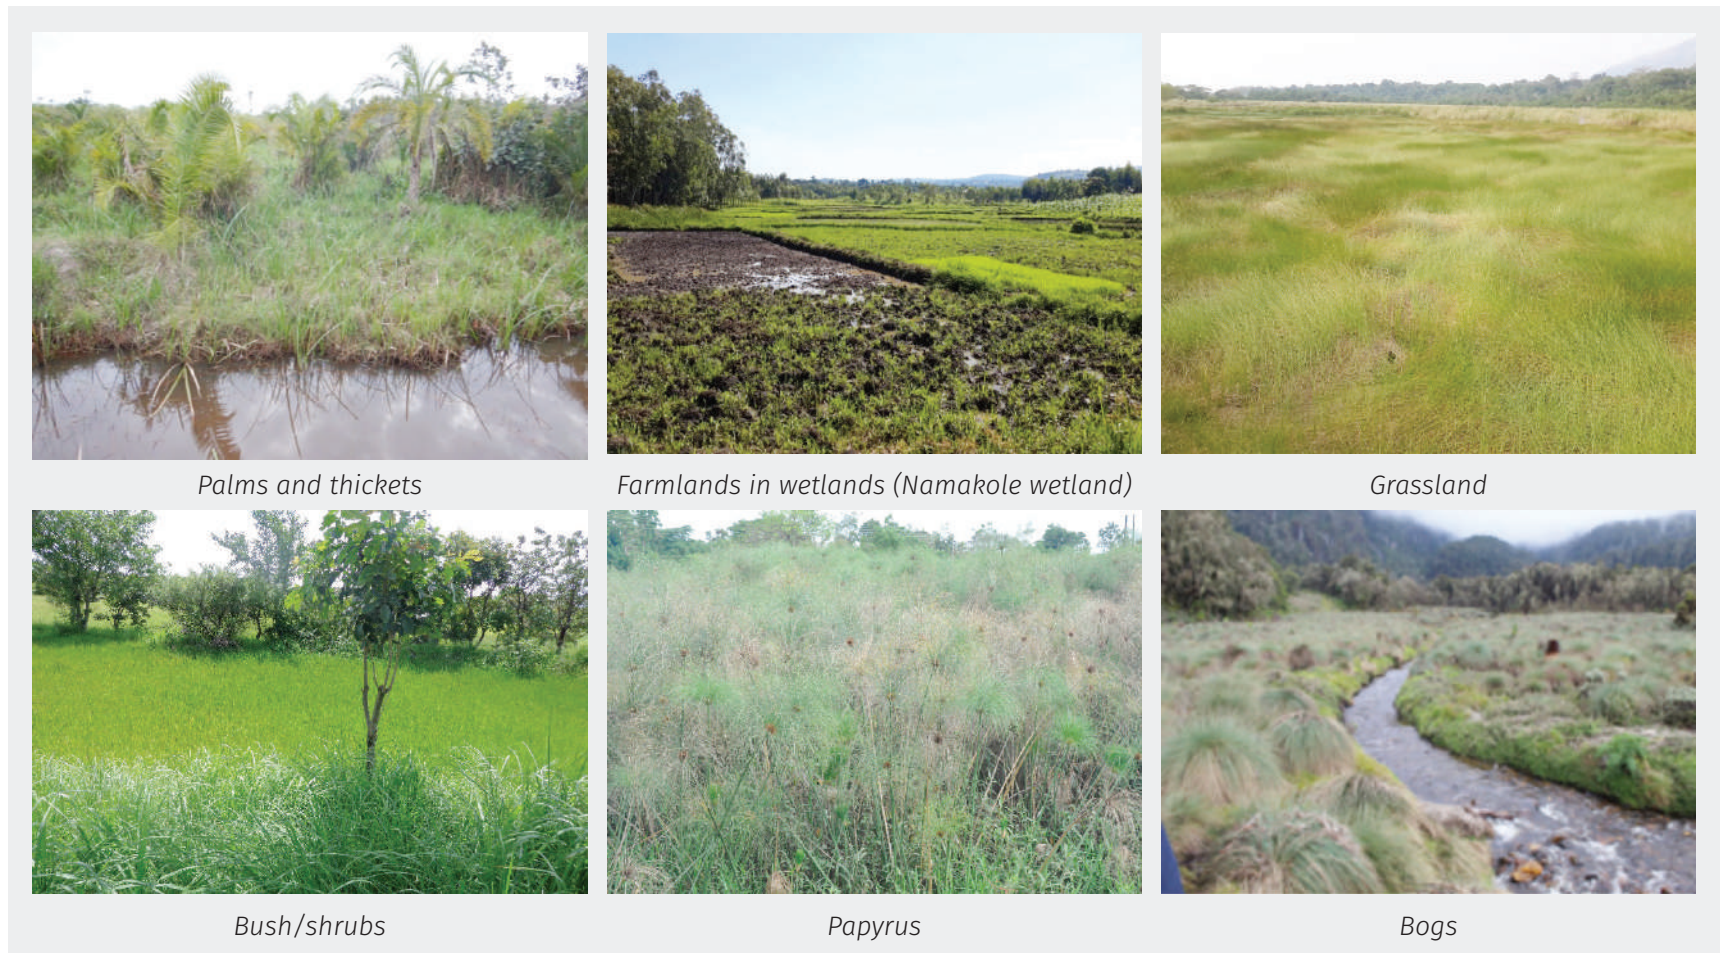 Palms and thickets
Farmlands in wetlands (Namakole wetland)
Grassland
Bush/shrubs
Papyrus
Bogs